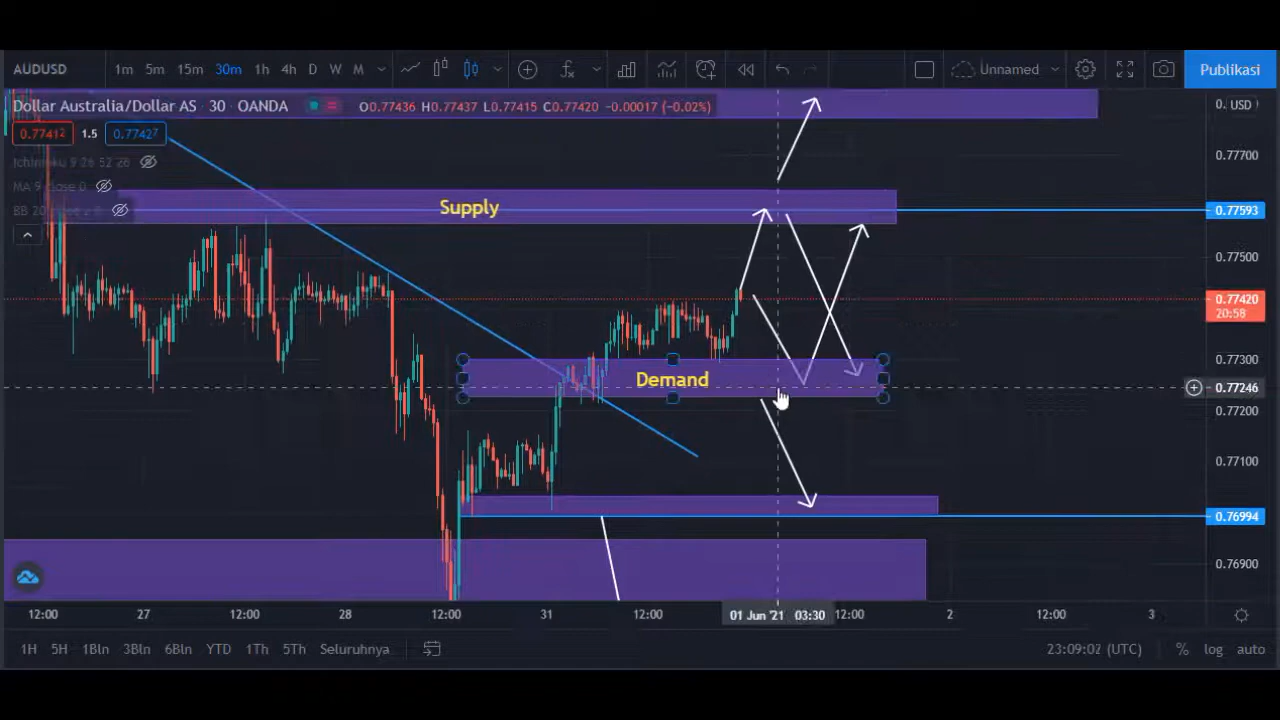 AUDUSD 1m 5m 15m 30m 1h 4h D W M Unnamed Publikasi
Dollar Australia/Dollar AS · 30 · OANDA O0.77436 H0.77437 L0.77415 C0.77420 -0.00017 (-0.02%)
USD
0.77412 1.5 0.77427
0.77700
MA 9 close 0
Supply
0.77593
0.77500
0.77420
20:58
0.77300
Demand
0.77246
0.77200
0.77100
0.76994
0.76900
12:00 27 12:00 28 12:00 31 12:00 01 Jun '21 03:30 12:00 2 12:00 3
1H 5H 1Bln 3Bln 6Bln YTD 1Th 5Th Seluruhnya 23:09:02 (UTC) % log auto